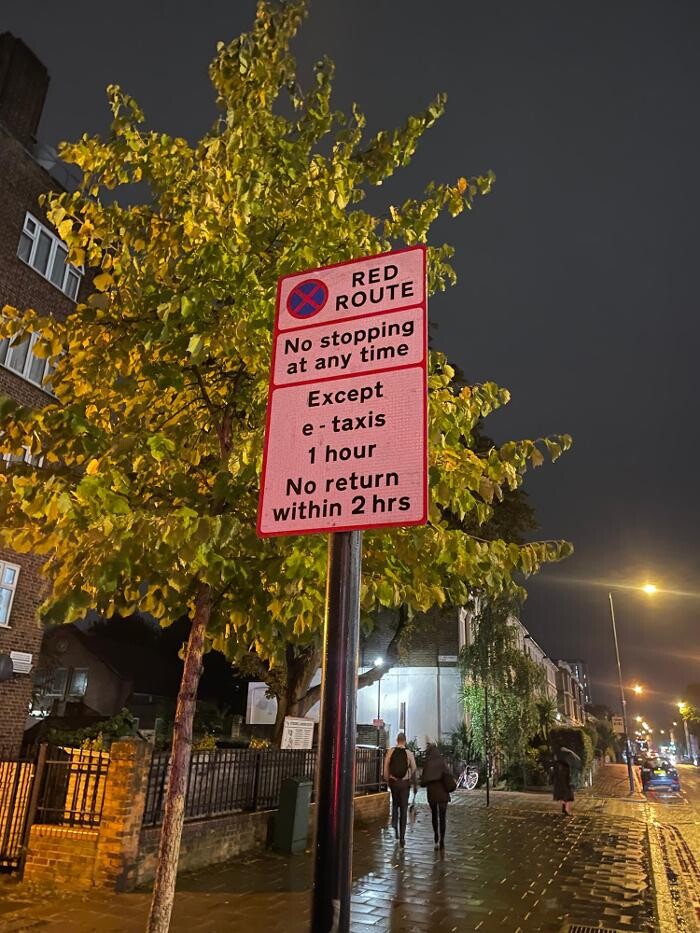 RED
ROUTE
No stopping
at any time
Except
e-taxis
1 hour
No return
within 2 hrs